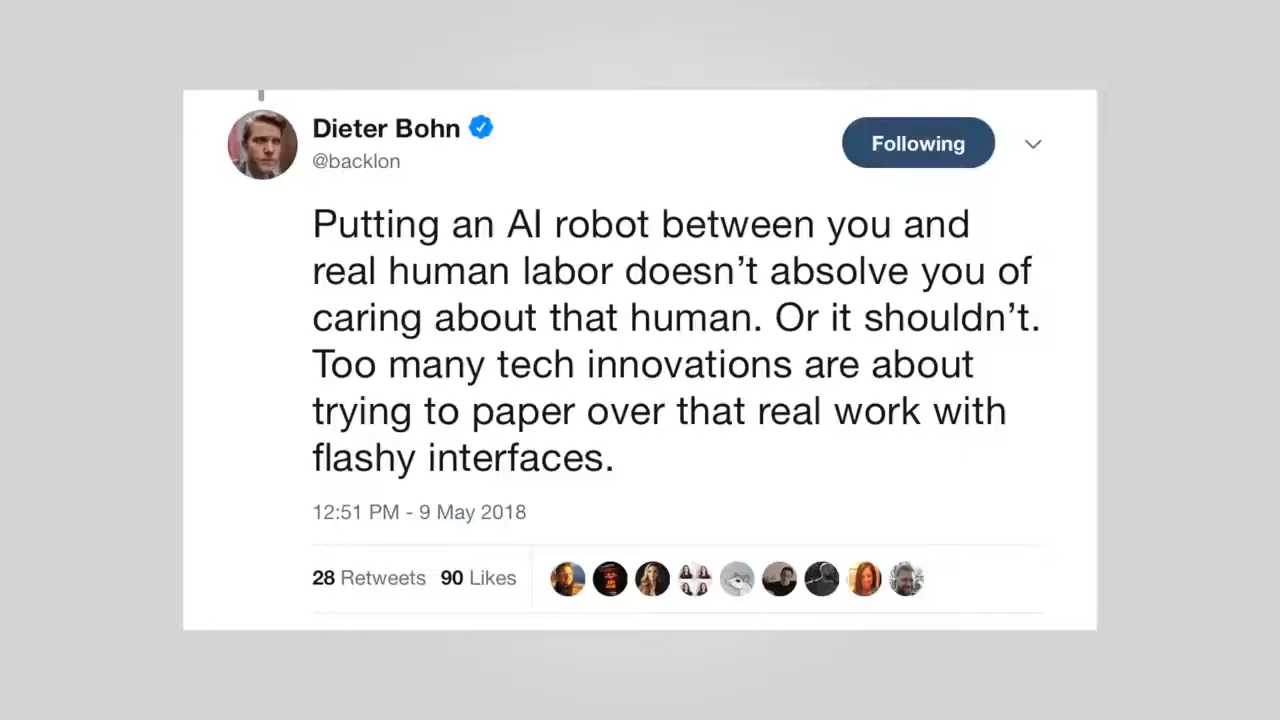 Dieter Bohn
@backlon
Following
Putting an AI robot between you and
real human labor doesn’t absolve you of
caring about that human. Or it shouldn’t.
Too many tech innovations are about
trying to paper over that real work with
flashy interfaces.
12:51 PM - 9 May 2018
28 Retweets 90 Likes